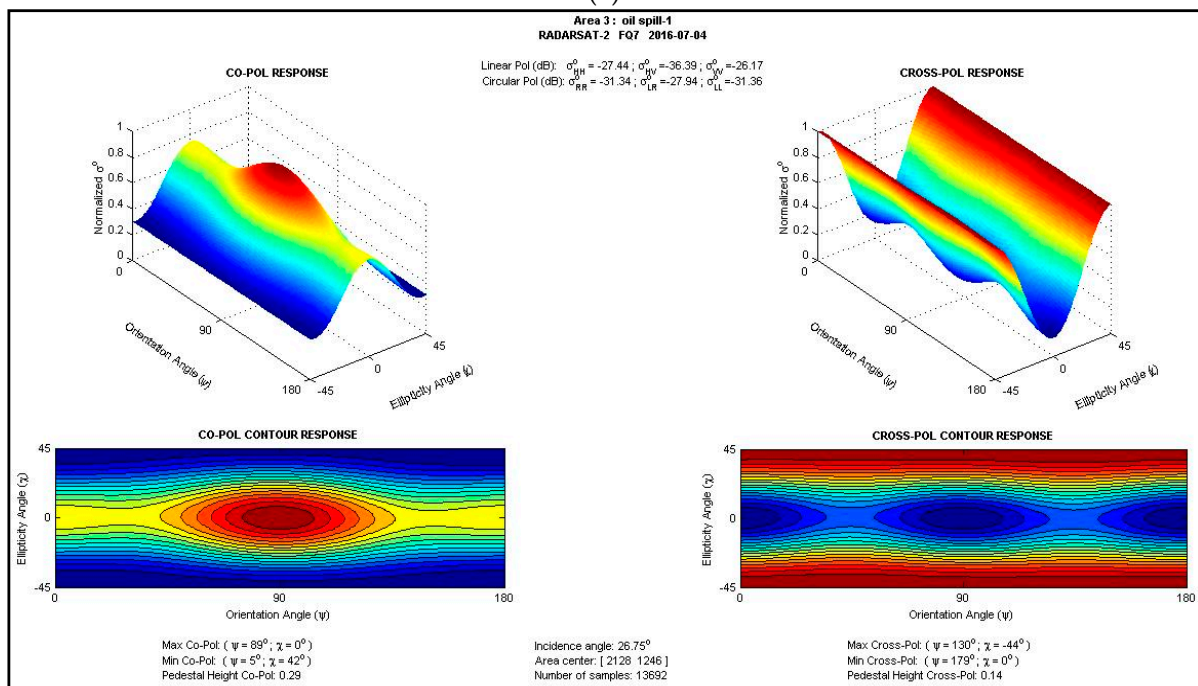 Area 3 : oil spill-1
RADARSAT-2 FQ7 2016-07-04
Linear Pol (dB): σ°HH = -27.44 ; σ°HV =-36.39 ; σ°VV =-26.17
Circular Pol (dB): σ°RR = -31.34 ; σ°LR =-27.94 ; σ°LL =-31.36
CO-POL RESPONSE
Normalized σ°
1
0.8
0.6
0.4
0.2
0
0
90
180
Orientation Angle (ψ)
-45
0
45
Ellipticity Angle (χ)
CROSS-POL RESPONSE
Normalized σ°
1
0.8
0.6
0.4
0.2
0
0
90
180
Orientation Angle (ψ)
-45
0
45
Ellipticity Angle (χ)
CO-POL CONTOUR RESPONSE
Ellipticity Angle (χ)
45
0
-45
0
90
180
Orientation Angle (ψ)
CROSS-POL CONTOUR RESPONSE
Ellipticity Angle (χ)
45
0
-45
0
90
180
Orientation Angle (ψ)
Max Co-Pol: ( ψ = 89° ; χ = 0° )
Min Co-Pol: ( ψ = 5° ; χ = 42° )
Pedestal Height Co-Pol: 0.29
Incidence angle: 26.75°
Area center: [ 2128 1246 ]
Number of samples: 13692
Max Cross-Pol: ( ψ = 130° ; χ = -44° )
Min Cross-Pol: ( ψ = 179° ; χ = 0° )
Pedestal Height Cross-Pol: 0.14